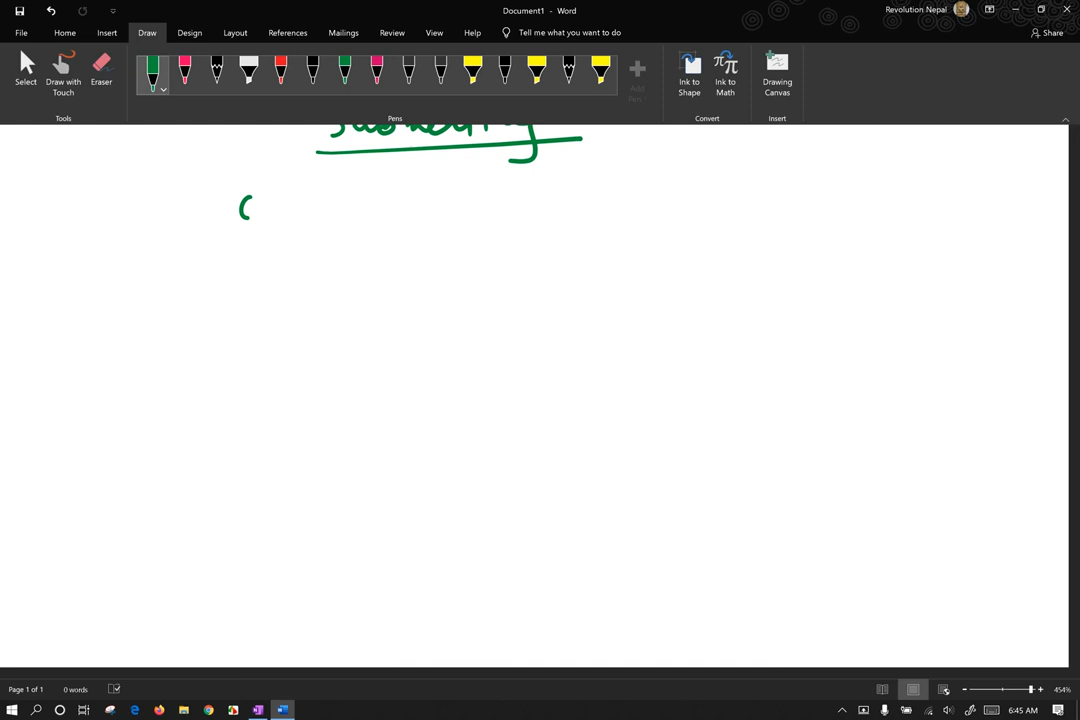 Document1 - Word
Revolution Nepal
File Home Insert Draw Design Layout References Mailings Review View Help Tell me what you want to do Share
Select
Draw with Touch
Eraser
Add Pen
Ink to Shape
Ink to Math
Drawing Canvas
Tools Pens Convert Insert
Page 1 of 1 0 words 454%
6:45 AM